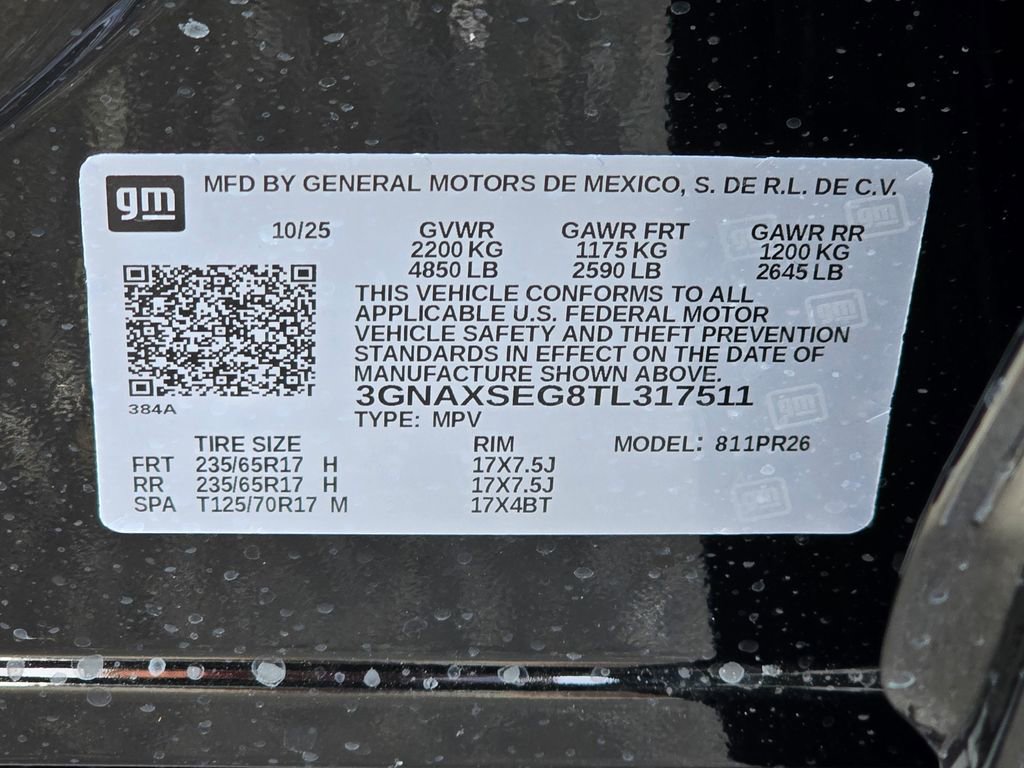 gm MFD BY GENERAL MOTORS DE MEXICO, S. DE R.L. DE C.V.
10/25 GVWR GAWR FRT GAWR RR
2200 KG 1175 KG 1200 KG
4850 LB 2590 LB 2645 LB
THIS VEHICLE CONFORMS TO ALL
APPLICABLE U.S. FEDERAL MOTOR
VEHICLE SAFETY AND THEFT PREVENTION
STANDARDS IN EFFECT ON THE DATE OF
MANUFACTURE SHOWN ABOVE.
3GNAXSEG8TL317511
384A
TYPE: MPV
TIRE SIZE RIM MODEL: 811PR26
FRT 235/65R17 H 17X7.5J
RR 235/65R17 H 17X7.5J
SPA T125/70R17 M 17X4BT